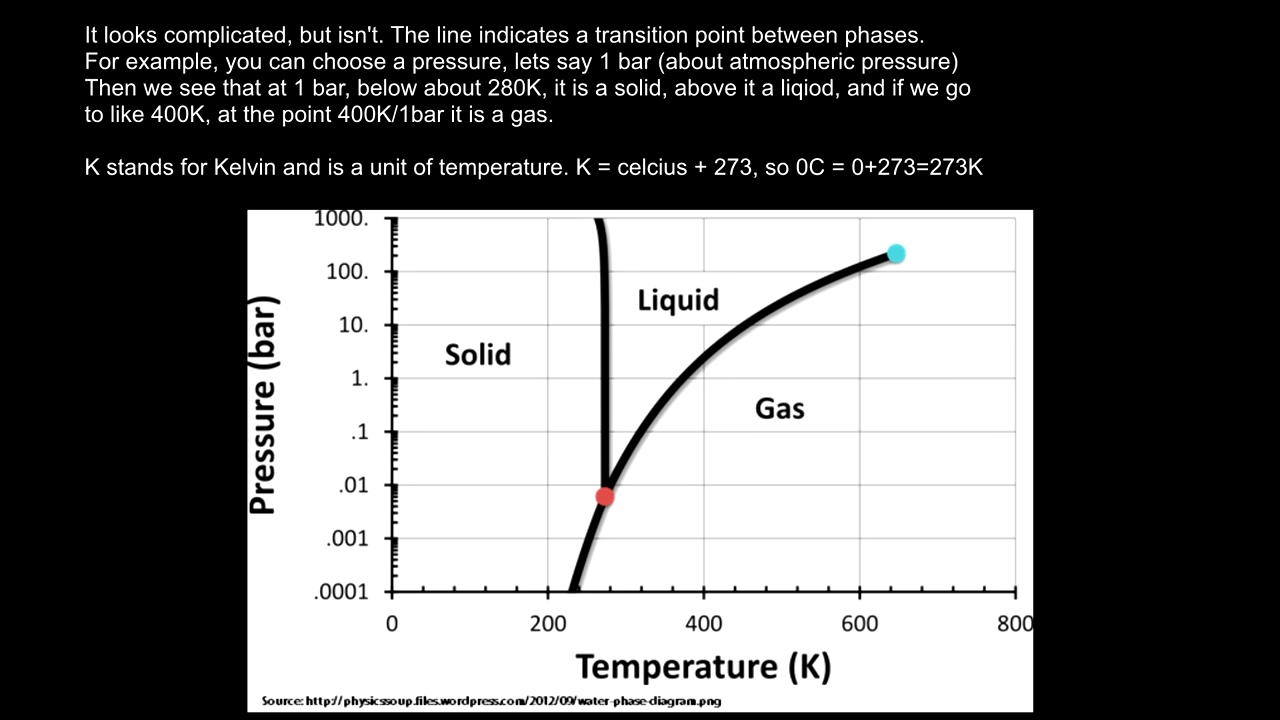 It looks complicated, but isn't. The line indicates a transition point between phases.
For example, you can choose a pressure, lets say 1 bar (about atmospheric pressure)
Then we see that at 1 bar, below about 280K, it is a solid, above it a liqiod, and if we go
to like 400K, at the point 400K/1bar it is a gas.
K stands for Kelvin and is a unit of temperature. K = celcius + 273, so 0C = 0+273=273K
1000.
100.
10.
1.
.1
.01
.001
.0001
Pressure (bar)
Solid
Liquid
Gas
0 200 400 600 800
Temperature (K)
Source: http://physicssoup.files.wordpress.com/2012/09/water-phase-diagram.png